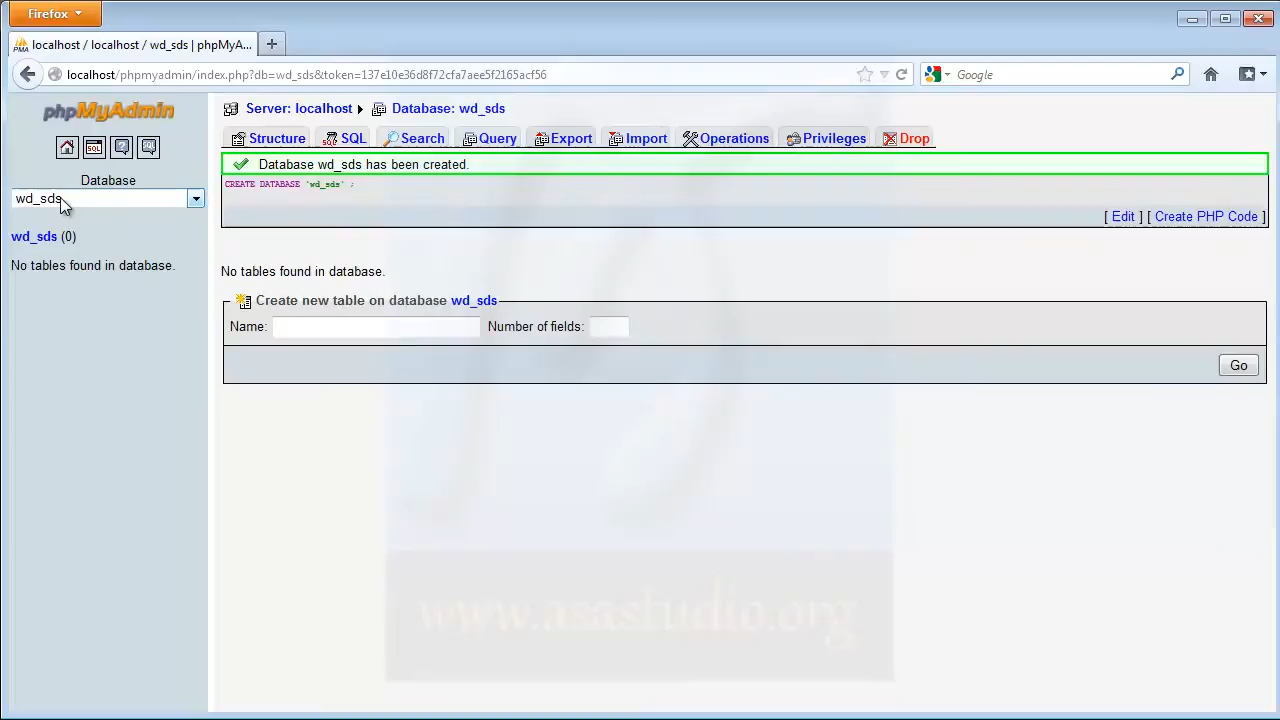 Firefox
localhost / localhost / wd_sds | phpMyA...
localhost/phpmyadmin/index.php?db=wd_sds&token=137e10e36d8f72cfa7aee5f2165acf56
Google
phpMyAdmin
Server: localhost Database: wd_sds
Structure SQL Search Query Export Import Operations Privileges Drop
Database wd_sds has been created.
CREATE DATABASE `wd_sds` ;
[ Edit ] [ Create PHP Code ]
Database
wd_sds
wd_sds (0)
No tables found in database.
No tables found in database.
Create new table on database wd_sds
Name: Number of fields:
Go
www.asastudio.org